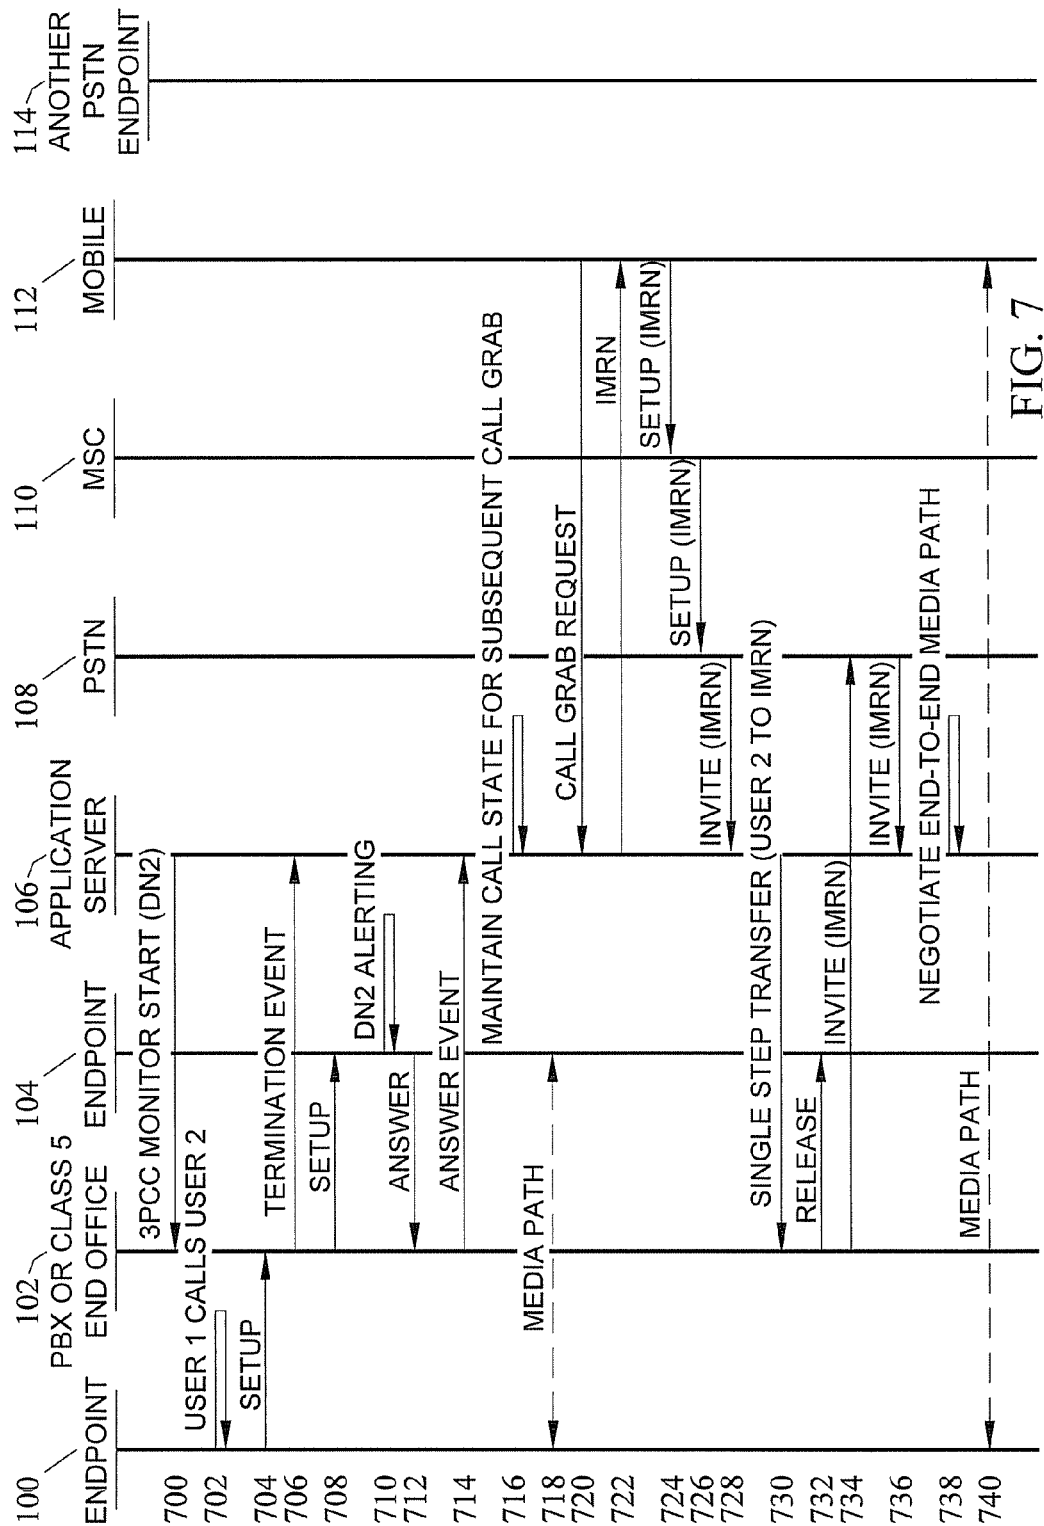 100
ENDPOINT
102
PBX OR CLASS 5
END OFFICE
104
ENDPOINT
106
APPLICATION
SERVER
108
PSTN
110
MSC
112
MOBILE
114
ANOTHER
PSTN
ENDPOINT
700
3PCC MONITOR START (DN2)
702
USER 1 CALLS USER 2
704
SETUP
706
TERMINATION EVENT
708
SETUP
710
DN2 ALERTING
712
ANSWER
714
ANSWER EVENT
716
MAINTAIN CALL STATE FOR SUBSEQUENT CALL GRAB
718
MEDIA PATH
720
CALL GRAB REQUEST
722
IMRN
724
SETUP (IMRN)
726
SETUP (IMRN)
728
INVITE (IMRN)
730
SINGLE STEP TRANSFER (USER 2 TO IMRN)
732
RELEASE
734
INVITE (IMRN)
736
INVITE (IMRN)
738
NEGOTIATE END-TO-END MEDIA PATH
740
MEDIA PATH
FIG. 7